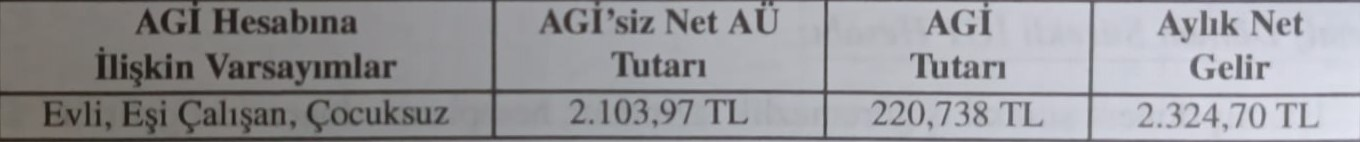 AGİ Hesabına İlişkin Varsayımlar | AGİ'siz Net AÜ Tutarı | AGİ Tutarı | Aylık Net Gelir
Evli, Eşi Çalışan, Çocuksuz | 2.103,97 TL | 220,738 TL | 2.324,70 TL